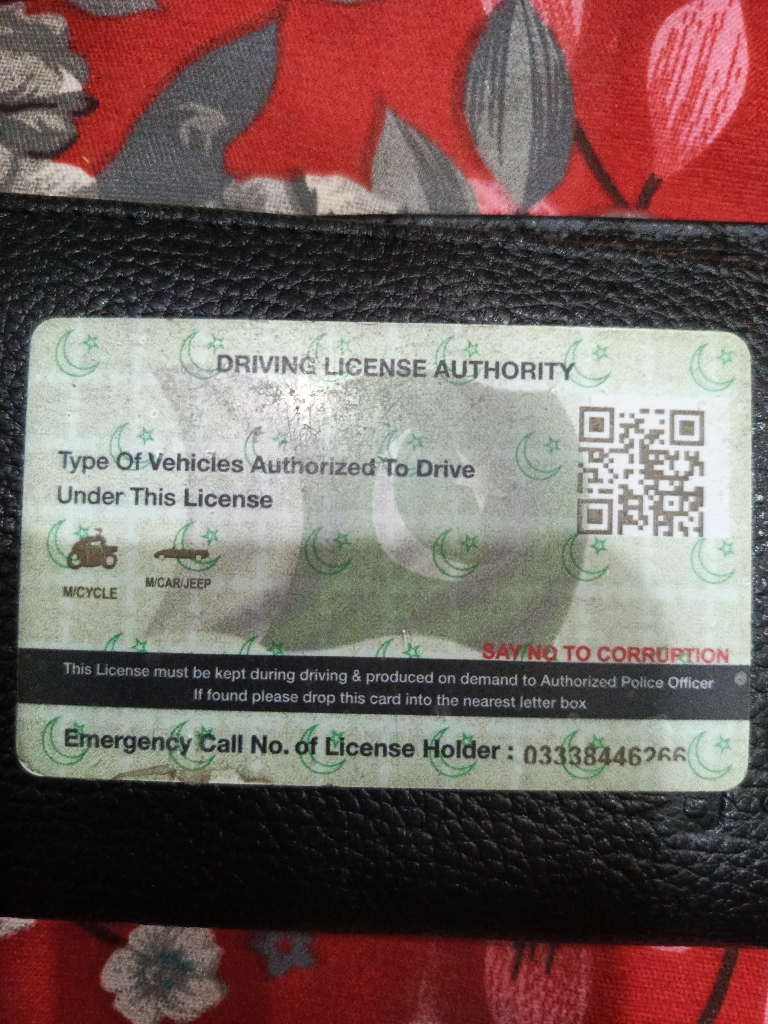 DRIVING LICENSE AUTHORITY
Type Of Vehicles Authorized To Drive
Under This License
M/CYCLE
M/CAR/JEEP
SAY NO TO CORRUPTION
This License must be kept during driving & produced on demand to Authorized Police Officer
If found please drop this card into the nearest letter box
Emergency Call No. of License Holder : 03338446266